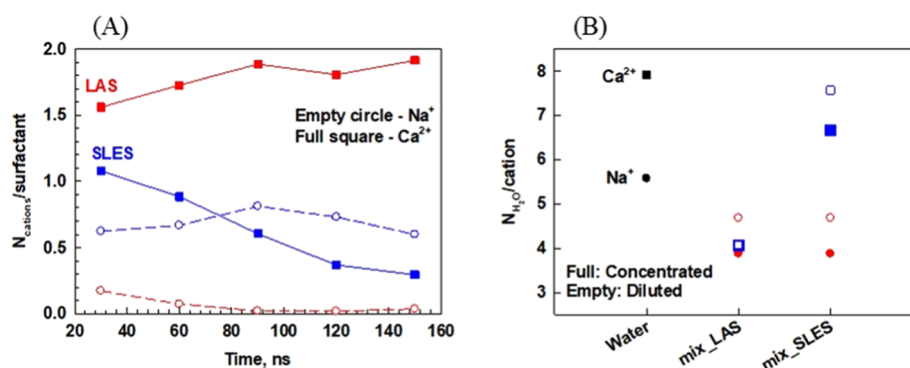 (A)
2.0
1.5
1.0
0.5
0.0
N_cations/surfactant
LAS
SLES
Empty circle - Na⁺
Full square - Ca²⁺
20 40 60 80 100 120 140 160
Time, ns
(B)
8
7
6
5
4
3
N_H₂O/cation
Ca²⁺
Na⁺
Full: Concentrated
Empty: Diluted
Water
mix_LAS
mix_SLES